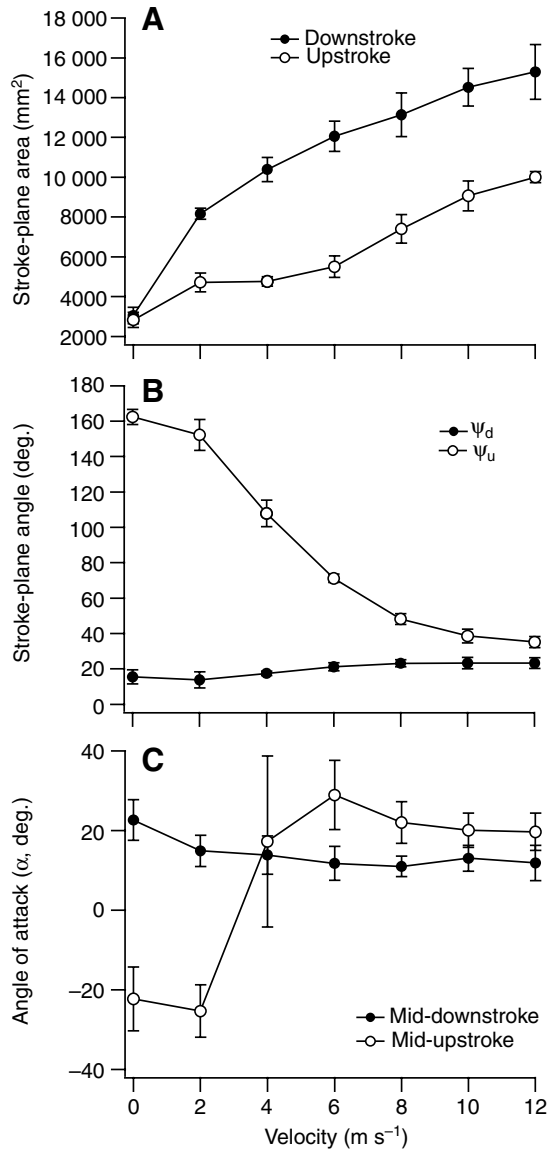 A
18 000
16 000
14 000
12 000
10 000
8000
6000
4000
2000
Stroke-plane area (mm²)
Downstroke
Upstroke
B
180
160
140
120
100
80
60
40
20
0
Stroke-plane angle (deg.)
ψd
ψu
C
40
20
0
–20
–40
Angle of attack (α, deg.)
Mid-downstroke
Mid-upstroke
0 2 4 6 8 10 12
Velocity (m s⁻¹)